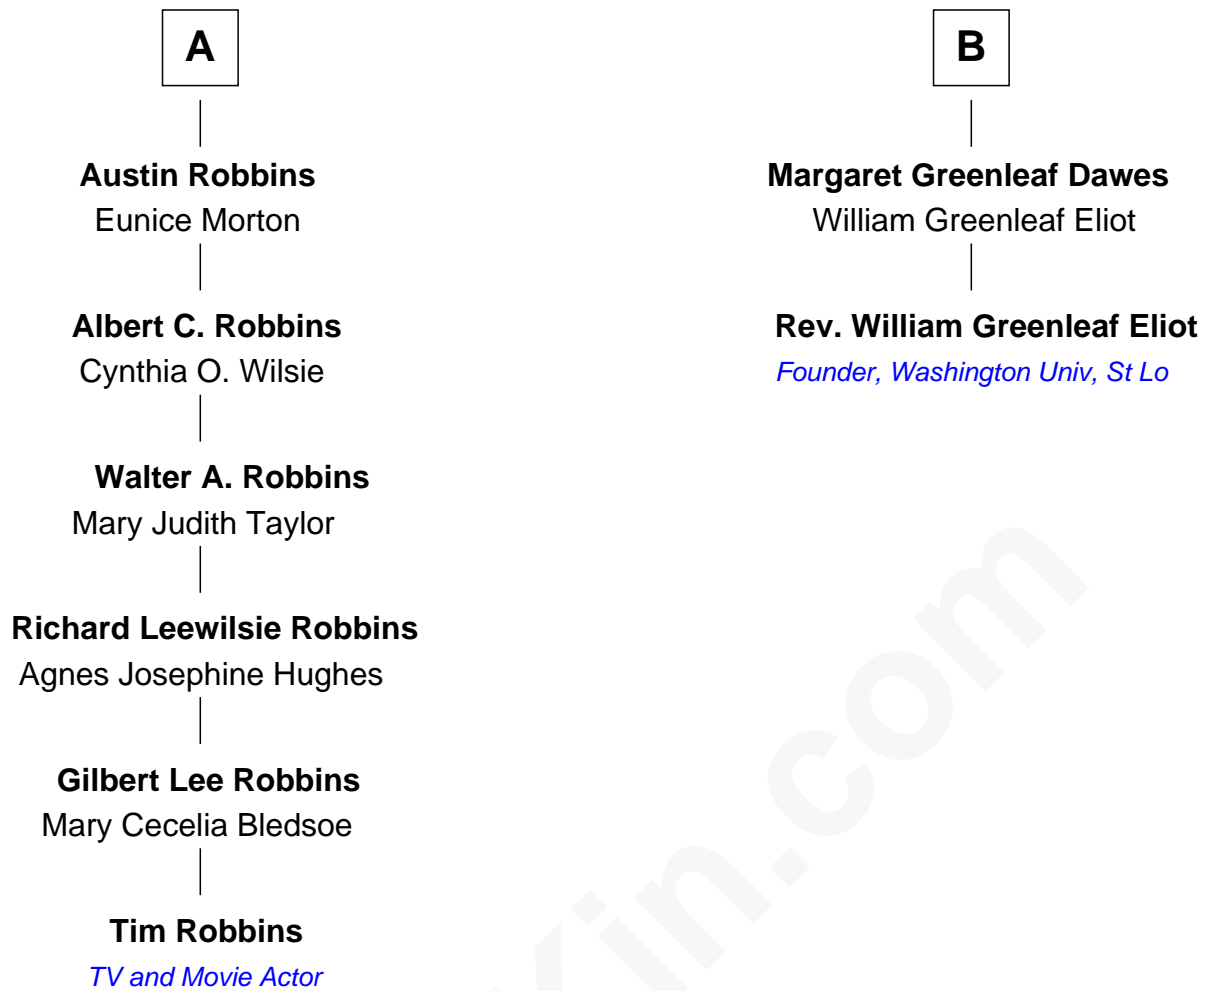 A
Austin Robbins
Eunice Morton
Albert C. Robbins
Cynthia O. Wilsie
Walter A. Robbins
Mary Judith Taylor
Richard Leewilsie Robbins
Agnes Josephine Hughes
Gilbert Lee Robbins
Mary Cecelia Bledsoe
Tim Robbins
TV and Movie Actor
B
Margaret Greenleaf Dawes
William Greenleaf Eliot
Rev. William Greenleaf Eliot
Founder, Washington Univ, St Lo
Kin.com